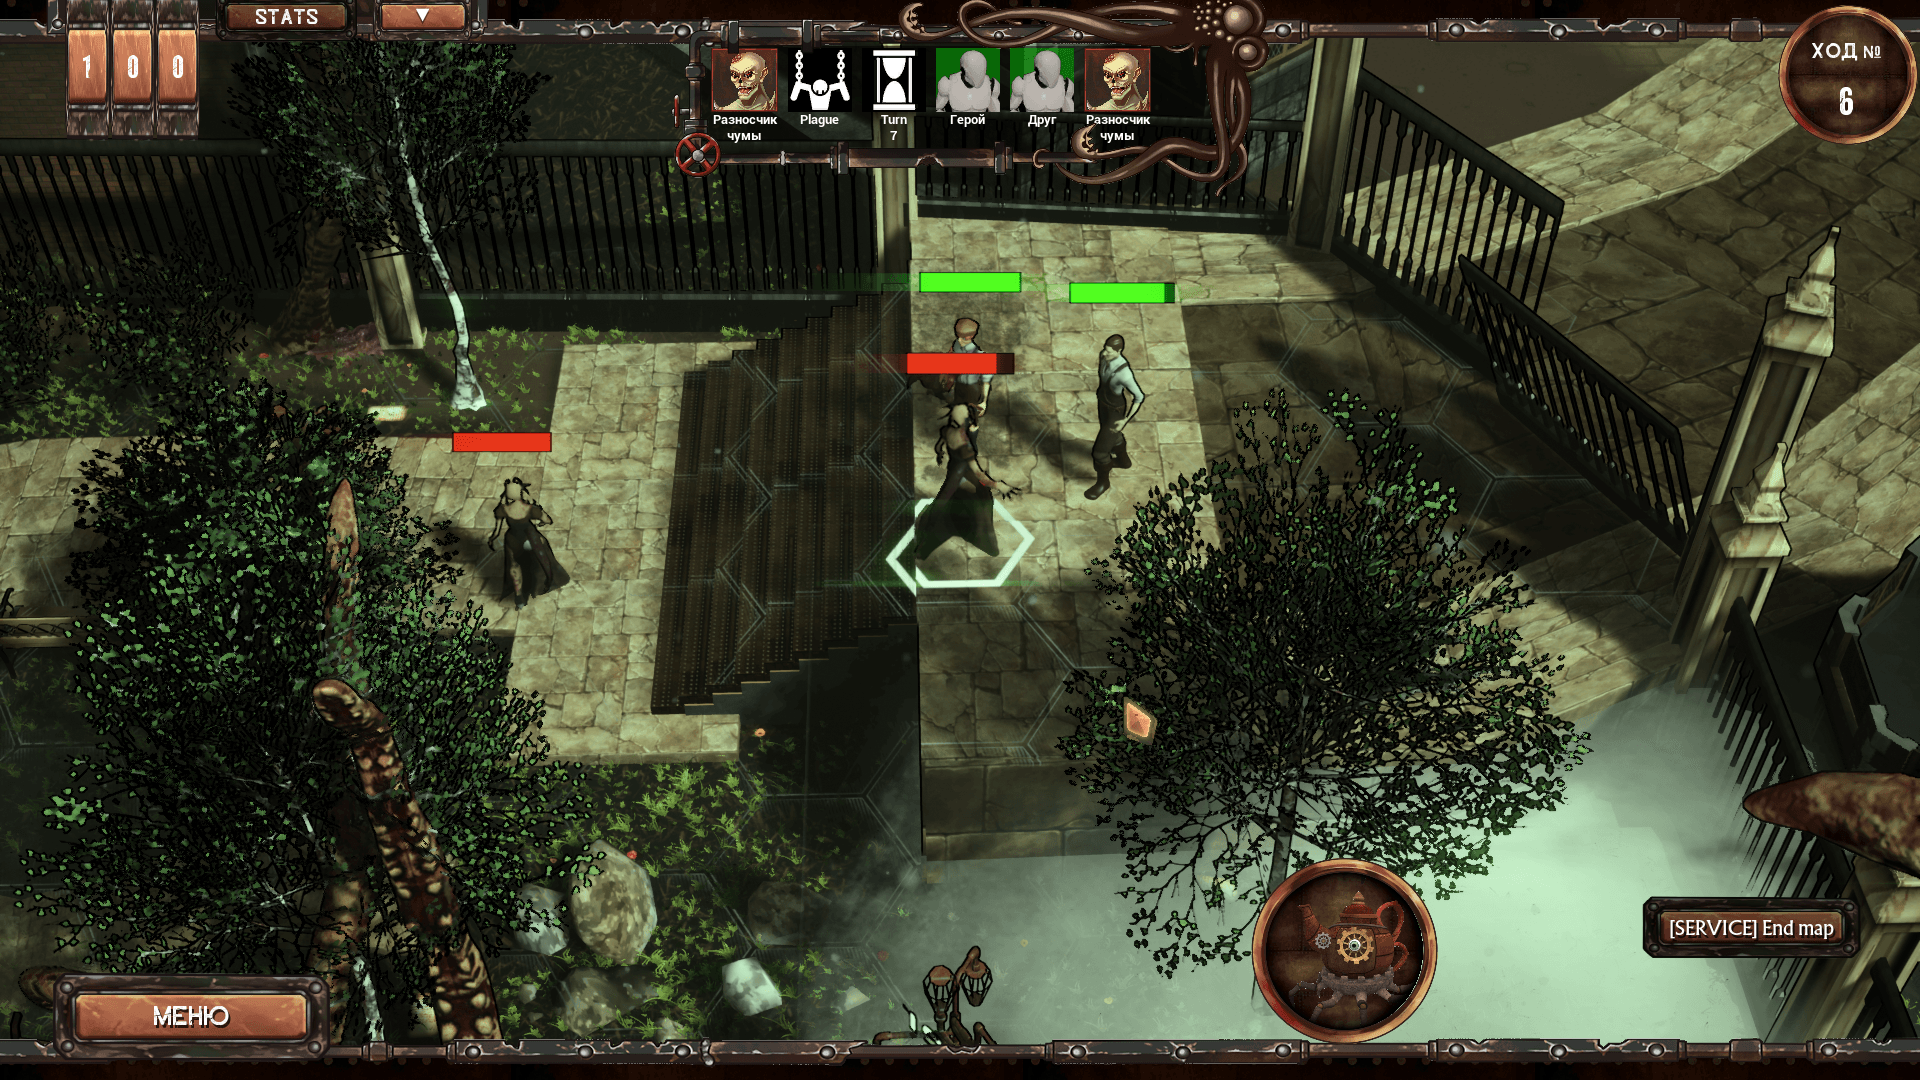 1 0 0
STATS
ХОД №
6
Разносчик
чумы
Plague
Turn
7
Герой
Друг
Разносчик
чумы
[SERVICE] End map
МЕНЮ